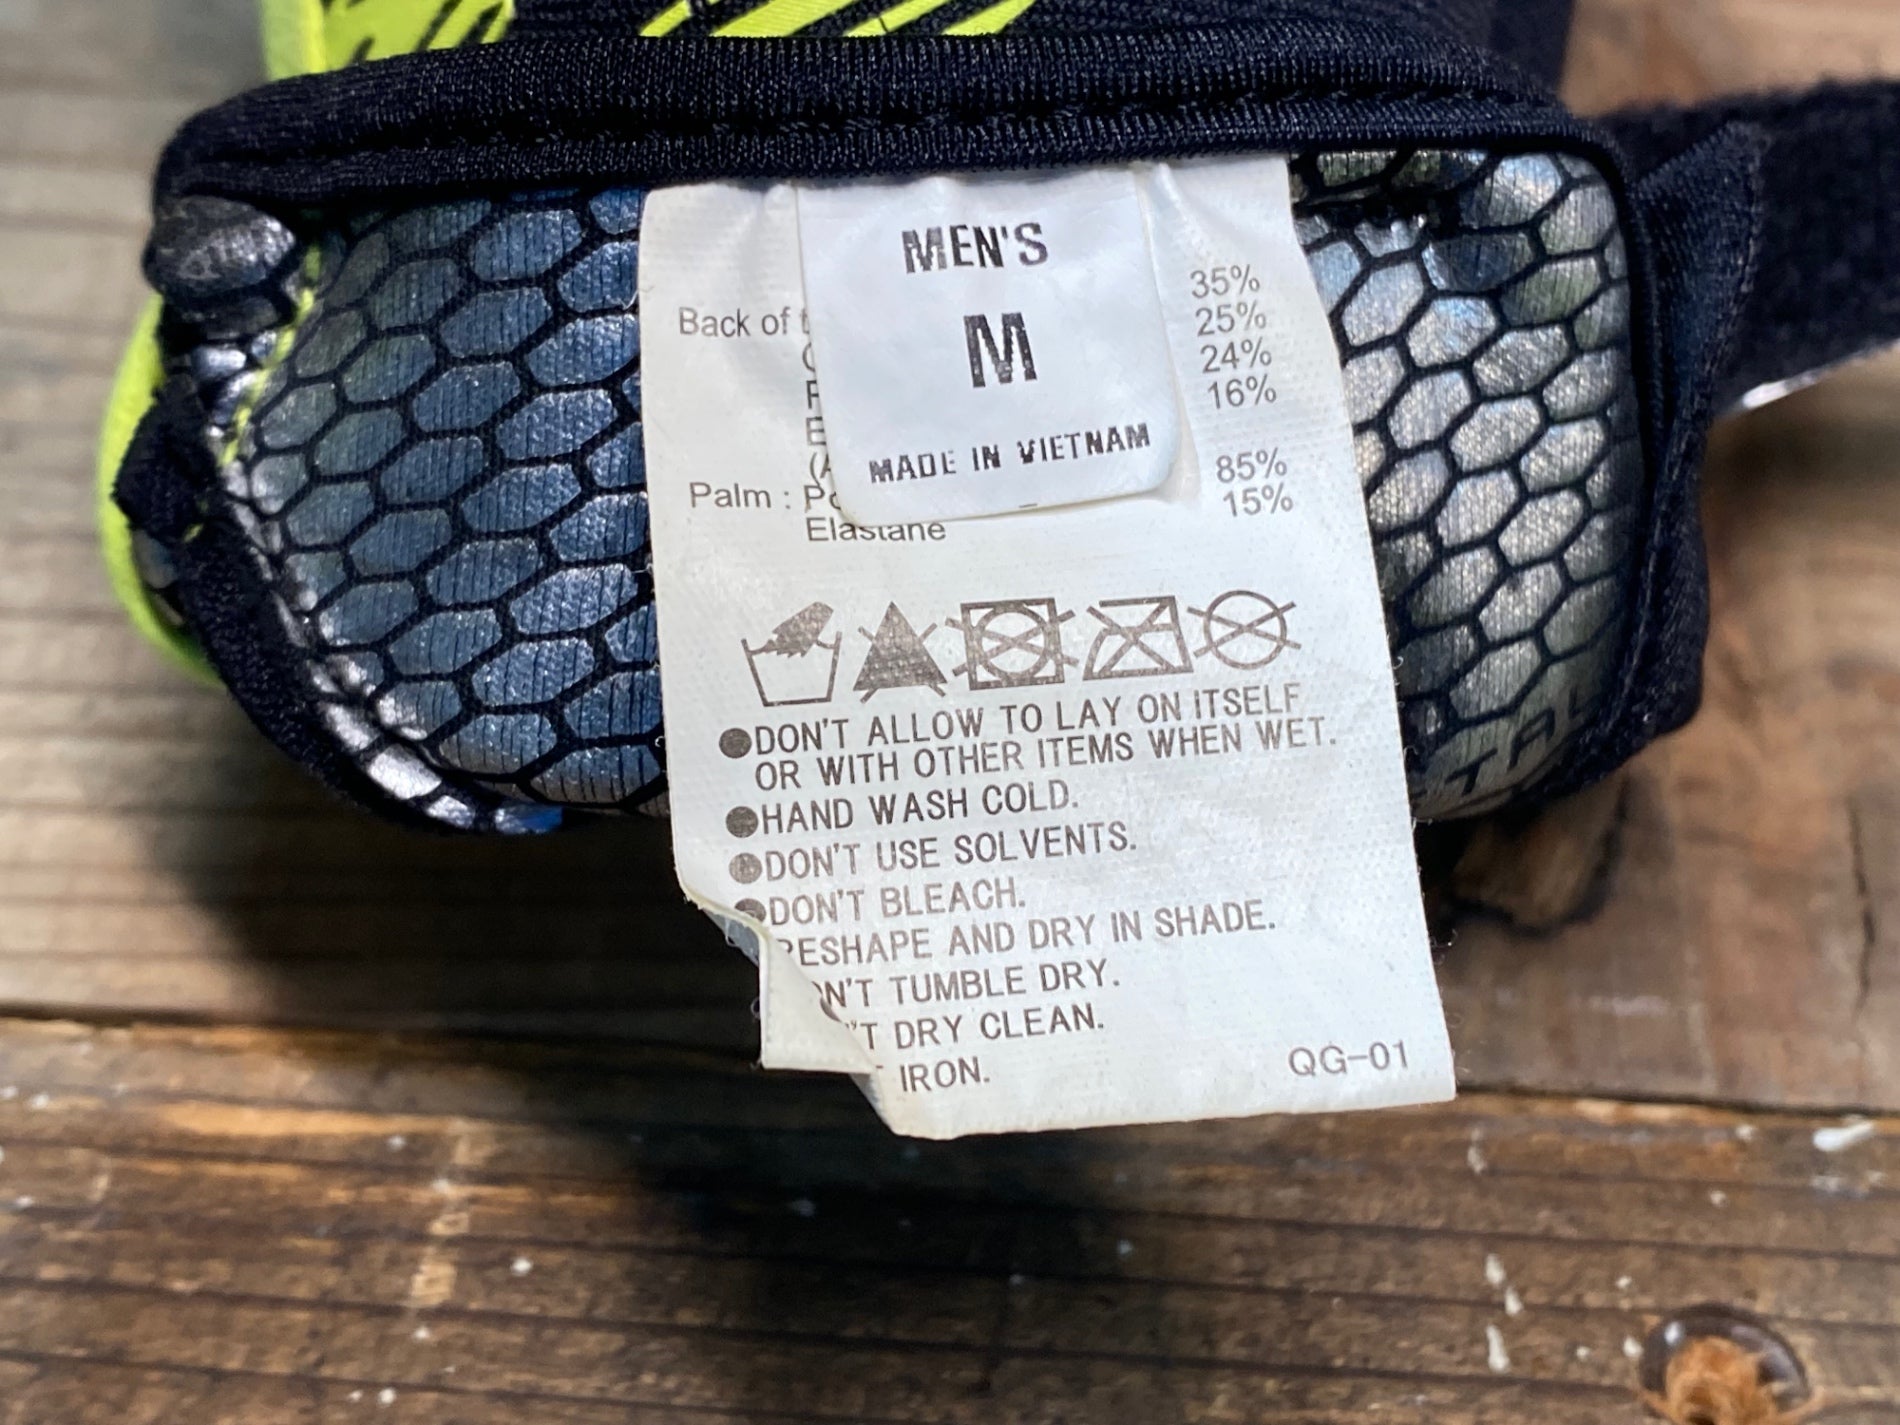 MEN'S
M
MADE IN VIETNAM
Back of
35%
25%
24%
16%
Palm :
85%
Elastane
15%
●DON'T ALLOW TO LAY ON ITSELF
OR WITH OTHER ITEMS WHEN WET.
●HAND WASH COLD.
●DON'T USE SOLVENTS.
●DON'T BLEACH.
RESHAPE AND DRY IN SHADE.
N'T TUMBLE DRY.
'T DRY CLEAN.
IRON.
QG-01
TAL